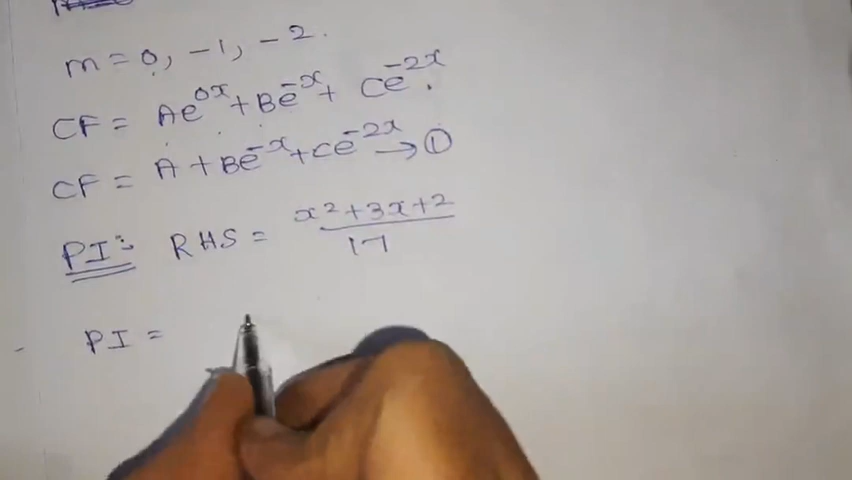 m = 0, -1, -2.
CF = Ae^{0x} + Be^{-x} + Ce^{-2x}.
CF = A + Be^{-x} + Ce^{-2x} → ①
PI: RHS = \frac{x^2+3x+2}{17}
PI =